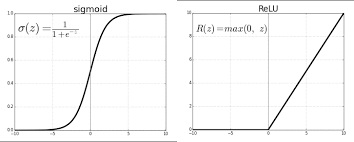 sigmoid
σ(z) = 1 / (1 + e^{-z})
1.0
0.8
0.6
0.4
0.2
0.0
-10 -5 0 5 10
ReLU
R(z) = max(0, z)
10
8
6
4
2
0
-10 -5 0 5 10